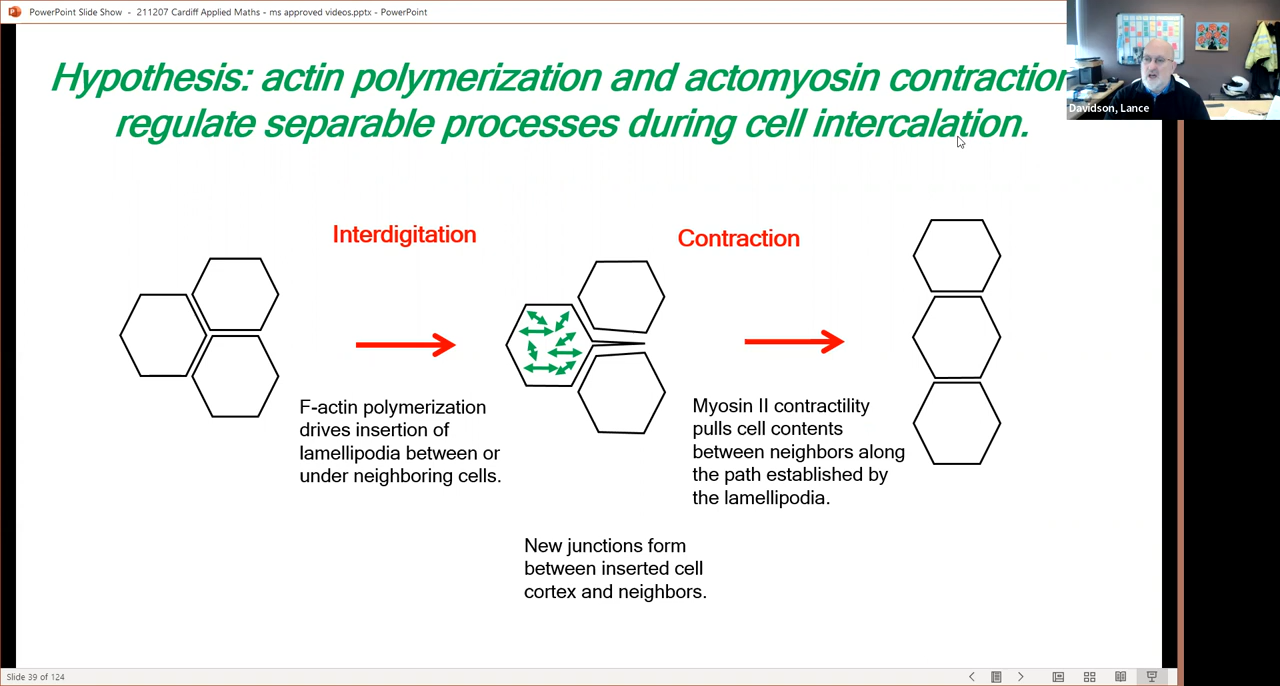 PowerPoint Slide Show - 211207 Cardiff Applied Maths - ms approved videos.pptx - PowerPoint
Hypothesis: actin polymerization and actomyosin contraction
regulate separable processes during cell intercalation.
Davidson, Lance
Interdigitation
Contraction
F-actin polymerization
drives insertion of
lamellipodia between or
under neighboring cells.
Myosin II contractility
pulls cell contents
between neighbors along
the path established by
the lamellipodia.
New junctions form
between inserted cell
cortex and neighbors.
Slide 39 of 124